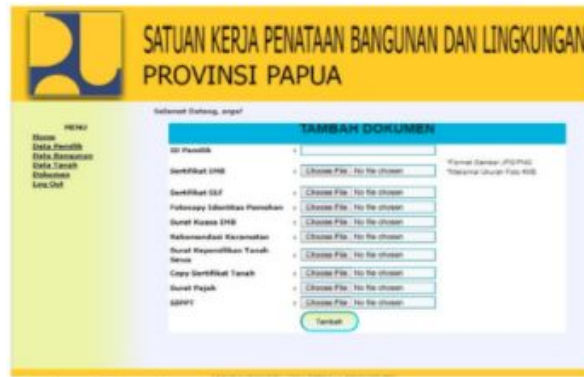 SATUAN KERJA PENATAAN BANGUNAN DAN LINGKUNGAN
PROVINSI PAPUA
Selamat Datang, anga!
MENU
Home
Data Pemilik
Data Bangunan
Data Tanah
Dokumen
Log Out
TAMBAH DOKUMEN
ID Pemilik :
Sertifikat IMB : Choose File No file chosen
*Format Gambar JPG/PNG
*Maksimal Ukuran Foto 4MB
Sertifikat SLF : Choose File No file chosen
Fotocopy Identitas Pemohon : Choose File No file chosen
Surat Kuasa IMB : Choose File No file chosen
Rekomendasi Kecamatan : Choose File No file chosen
Surat Kepemilikan Tanah : Choose File No file chosen
Sewa
Copy Sertifikat Tanah : Choose File No file chosen
Surat Pajak : Choose File No file chosen
SPPT : Choose File No file chosen
Tambah